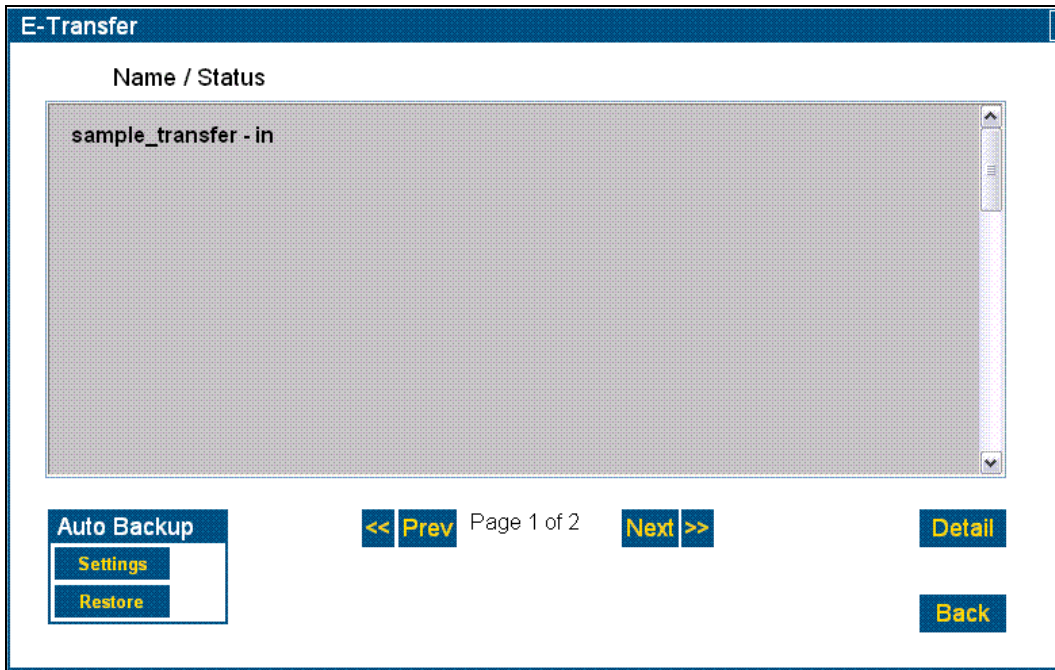 E-Transfer
Name / Status
sample_transfer - in
Auto Backup
Settings
Restore
<< Prev Page 1 of 2 Next >>
Detail
Back